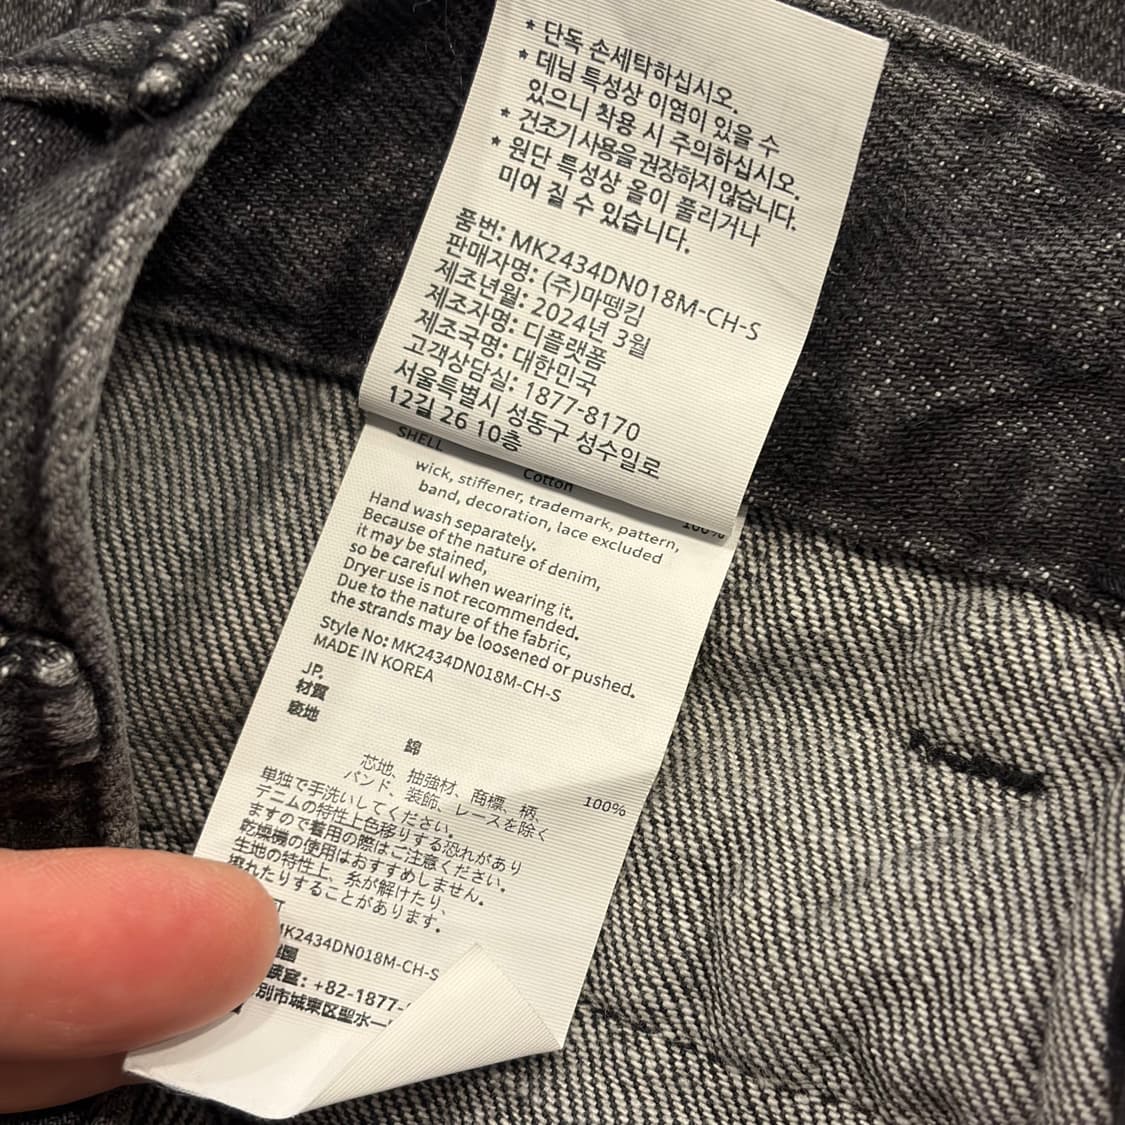 * 단독 손세탁하십시오.
* 데님 특성상 이염이 있을 수
있으니 착용 시 주의하십시오.
* 건조기사용을 권장하지 않습니다.
* 원단 특성상 올이 풀리거나
미어 질 수 있습니다.
품번: MK2434DN018M-CH-S
판매자명: (주)마뗑킴
제조년월: 2024년 3월
제조자명: 디플랫폼
제조국명: 대한민국
고객상담실: 1877-8170
서울특별시 성동구 성수일로
12길 26 10층
SHELL
Cotton 100%
wick, stiffener, trademark, pattern,
band, decoration, lace excluded
Hand wash separately.
Because of the nature of denim,
it may be stained,
so be careful when wearing it.
Dryer use is not recommended.
Due to the nature of the fabric,
the strands may be loosened or pushed.
Style No: MK2434DN018M-CH-S
MADE IN KOREA
JP.
材質
表地
綿 100%
芯地、抽強材、商標、柄、
バンド、装飾、レースを除く
単独で手洗いしてください。
デニムの特性上色移りする恐れがあり
ますので着用の際はご注意ください。
乾燥機の使用はおすすめしません。
生地の特性上、糸が解けたり、
れたりすることがあります。
MK2434DN018M-CH-S
國
室: +82-1877-
別市城東区聖水一